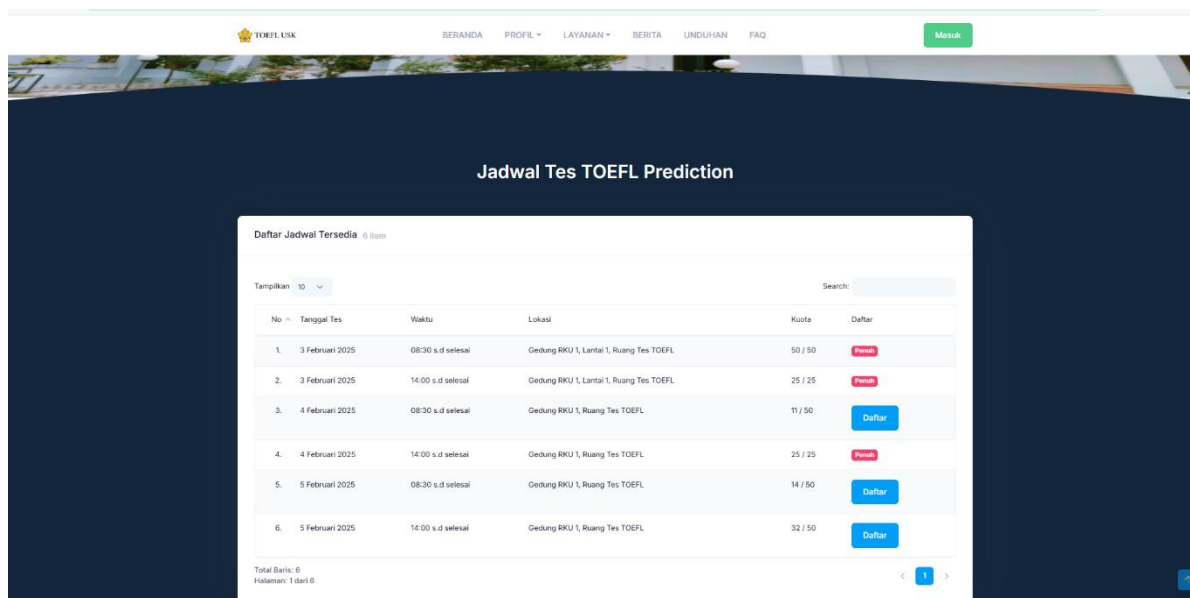 TOEFL USK BERANDA PROFIL LAYANAN BERITA UNDUHAN FAQ Masuk
Jadwal Tes TOEFL Prediction
Daftar Jadwal Tersedia 6 item
Tampilkan 10 Search:
No Tanggal Tes Waktu Lokasi Kuota Daftar
1. 3 Februari 2025 08:30 s.d selesai Gedung RKU 1, Lantai 1, Ruang Tes TOEFL 50 / 50 Penuh
2. 3 Februari 2025 14:00 s.d selesai Gedung RKU 1, Lantai 1, Ruang Tes TOEFL 25 / 25 Penuh
3. 4 Februari 2025 08:30 s.d selesai Gedung RKU 1, Ruang Tes TOEFL 11 / 50 Daftar
4. 4 Februari 2025 14:00 s.d selesai Gedung RKU 1, Ruang Tes TOEFL 25 / 25 Penuh
5. 5 Februari 2025 08:30 s.d selesai Gedung RKU 1, Ruang Tes TOEFL 14 / 50 Daftar
6. 5 Februari 2025 14:00 s.d selesai Gedung RKU 1, Ruang Tes TOEFL 32 / 50 Daftar
Total Baris: 6
Halaman: 1 dari 6 1